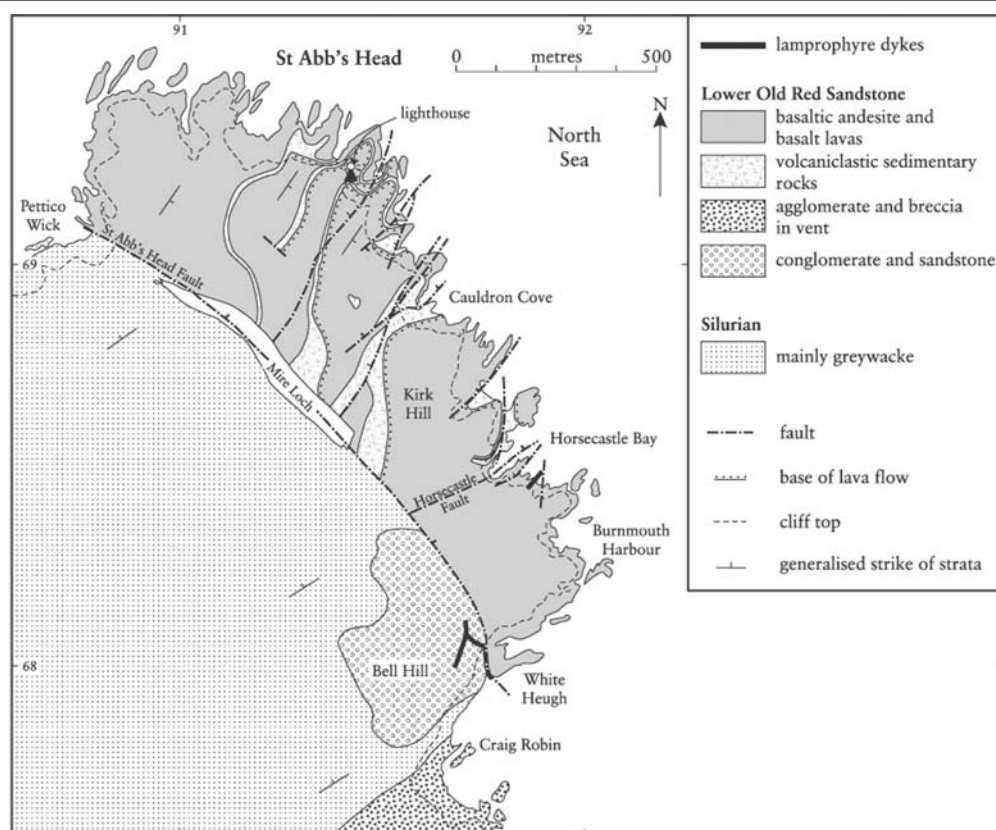 91
92
St Abb's Head
0 metres 500
lighthouse
N
North
Sea
Pettico
Wick
St Abb's Head Fault
69
Cauldron Cove
Mire Loch
Kirk
Hill
Horsecastle Bay
Horsecastle
Fault
Burnmouth
Harbour
68
Bell Hill
White
Heugh
Craig Robin
lamprophyre dykes
Lower Old Red Sandstone
basaltic andesite and
basalt lavas
volcaniclastic sedimentary
rocks
agglomerate and breccia
in vent
conglomerate and sandstone
Silurian
mainly greywacke
fault
base of lava flow
cliff top
generalised strike of strata